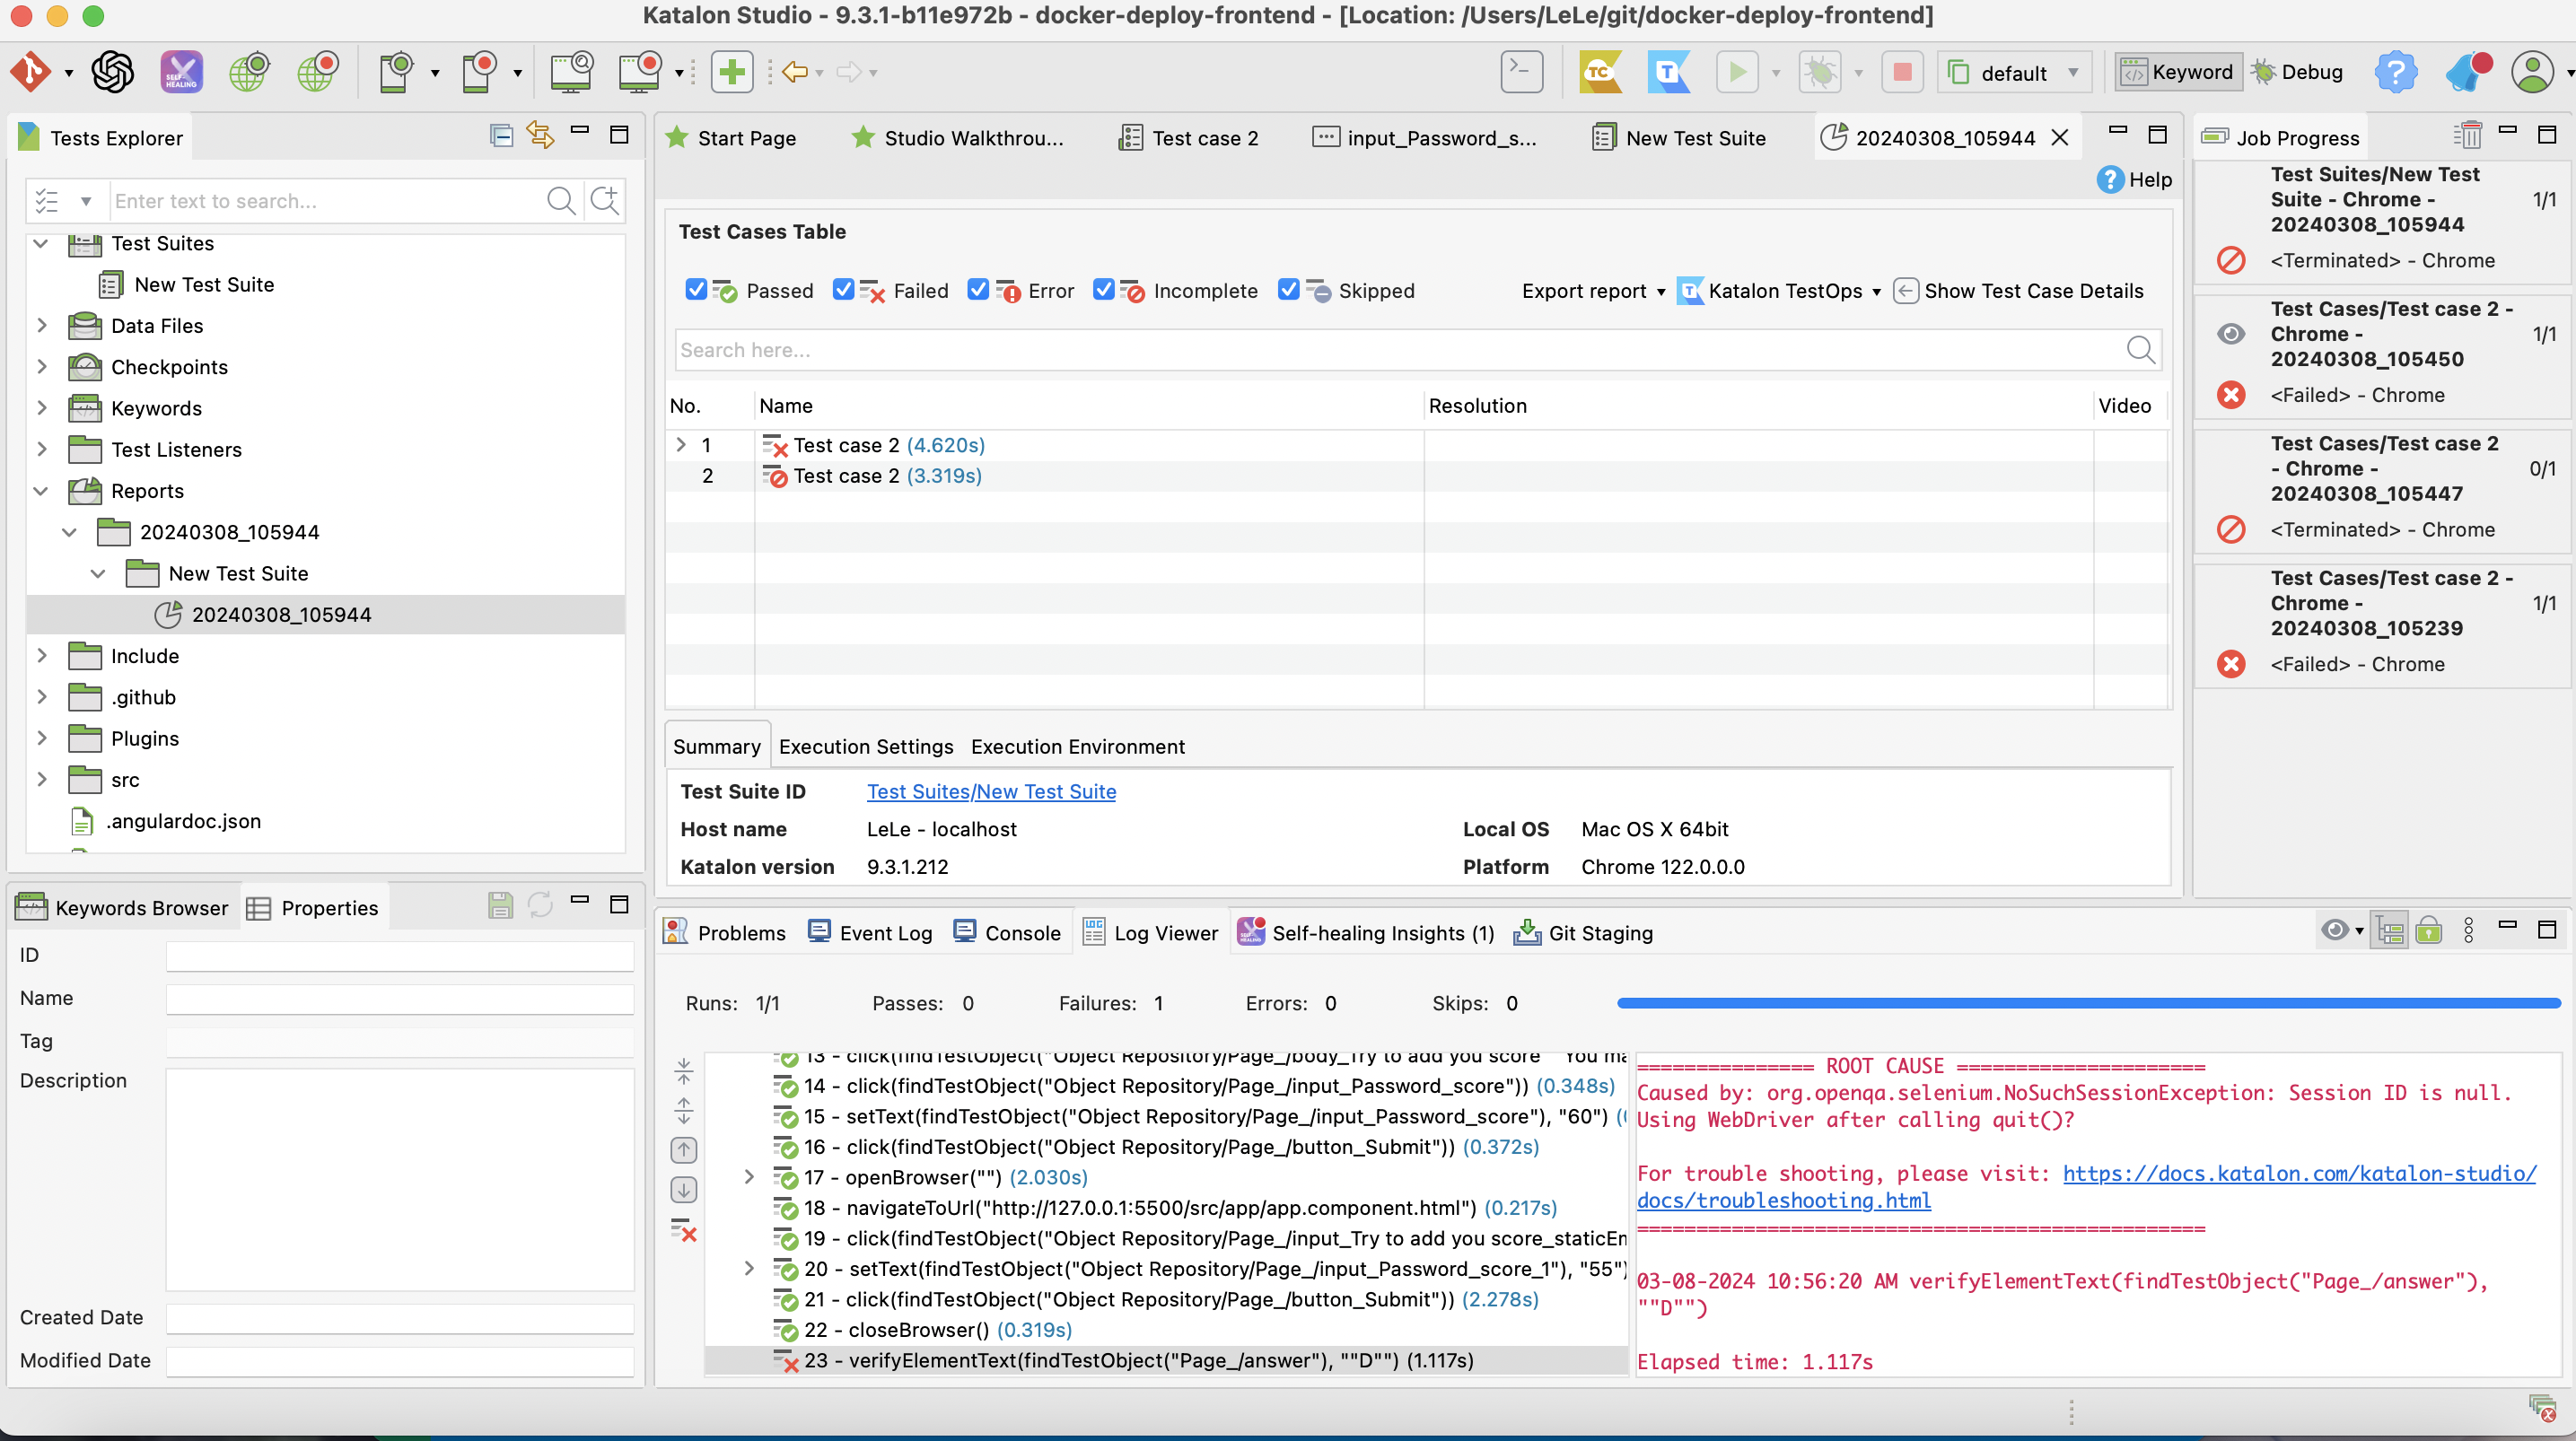 Katalon Studio - 9.3.1-b11e972b - docker-deploy-frontend - [Location: /Users/LeLe/git/docker-deploy-frontend]
SELF-HEALING
TC
T
default
Keyword
Debug
Tests Explorer
Enter text to search...
Test Suites
New Test Suite
Data Files
Checkpoints
Keywords
Test Listeners
Reports
20240308_105944
New Test Suite
20240308_105944
Include
.github
Plugins
src
.angulardoc.json
Keywords Browser
Properties
ID
Name
Tag
Description
Created Date
Modified Date
Start Page
Studio Walkthrou...
Test case 2
input_Password_s...
New Test Suite
20240308_105944
Help
Test Cases Table
Passed
Failed
Error
Incomplete
Skipped
Export report
Katalon TestOps
Show Test Case Details
Search here...
No.
Name
Resolution
Video
1 Test case 2 (4.620s)
2 Test case 2 (3.319s)
Summary
Execution Settings
Execution Environment
Test Suite ID Test Suites/New Test Suite
Host name LeLe - localhost
Local OS Mac OS X 64bit
Katalon version 9.3.1.212
Platform Chrome 122.0.0.0
Job Progress
Test Suites/New Test
Suite - Chrome -
20240308_105944
1/1
<Terminated> - Chrome
Test Cases/Test case 2 -
Chrome -
20240308_105450
1/1
<Failed> - Chrome
Test Cases/Test case 2
- Chrome -
20240308_105447
0/1
<Terminated> - Chrome
Test Cases/Test case 2 -
Chrome -
20240308_105239
1/1
<Failed> - Chrome
Problems
Event Log
Console
Log Viewer
Self-healing Insights (1)
Git Staging
Runs: 1/1
Passes: 0
Failures: 1
Errors: 0
Skips: 0
13 - click(findTestObject("Object Repository/Page_/body_Try to add you score You ma
14 - click(findTestObject("Object Repository/Page_/input_Password_score")) (0.348s)
15 - setText(findTestObject("Object Repository/Page_/input_Password_score"), "60") (
16 - click(findTestObject("Object Repository/Page_/button_Submit")) (0.372s)
17 - openBrowser("") (2.030s)
18 - navigateToUrl("http://127.0.0.1:5500/src/app/app.component.html") (0.217s)
19 - click(findTestObject("Object Repository/Page_/input_Try to add you score_staticEm
20 - setText(findTestObject("Object Repository/Page_/input_Password_score_1"), "55")
21 - click(findTestObject("Object Repository/Page_/button_Submit")) (2.278s)
22 - closeBrowser() (0.319s)
23 - verifyElementText(findTestObject("Page_/answer"), ""D"") (1.117s)
=============== ROOT CAUSE =====================
Caused by: org.openqa.selenium.NoSuchSessionException: Session ID is null.
Using WebDriver after calling quit()?
For trouble shooting, please visit: https://docs.katalon.com/katalon-studio/
docs/troubleshooting.html
================================================
03-08-2024 10:56:20 AM verifyElementText(findTestObject("Page_/answer"),
""D"")
Elapsed time: 1.117s